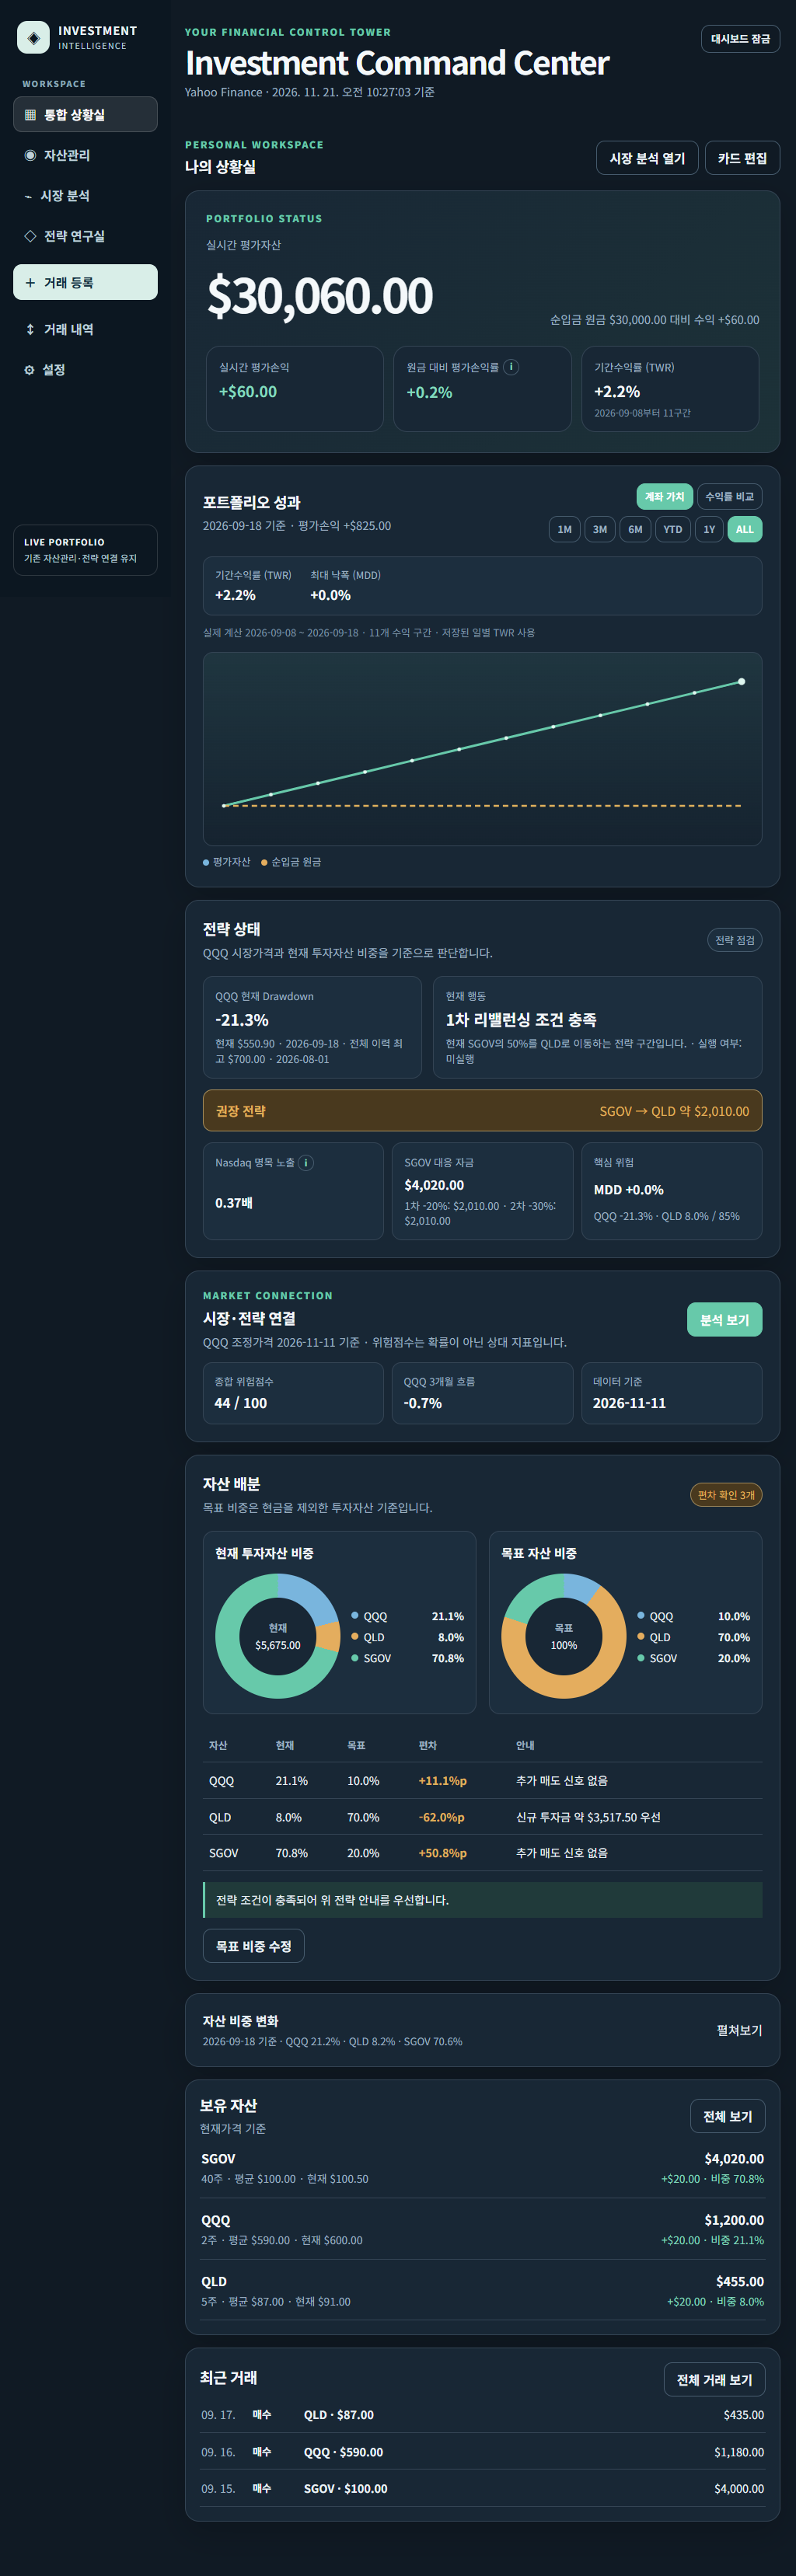 INVESTMENT
INTELLIGENCE
WORKSPACE
통합 상황실
자산관리
시장 분석
전략 연구실
+ 거래 등록
거래 내역
설정
LIVE PORTFOLIO
기존 자산관리·전략 연결 유지
YOUR FINANCIAL CONTROL TOWER
Investment Command Center
Yahoo Finance · 2026. 11. 21. 오전 10:27:03 기준
대시보드 잠금
PERSONAL WORKSPACE
나의 상황실
시장 분석 열기
카드 편집
PORTFOLIO STATUS
실시간 평가자산
$30,060.00
순입금 원금 $30,000.00 대비 수익 +$60.00
실시간 평가손익
+$60.00
원금 대비 평가손익률 i
+0.2%
기간수익률 (TWR)
+2.2%
2026-09-08부터 11구간
포트폴리오 성과
2026-09-18 기준 · 평가손익 +$825.00
계좌 가치
수익률 비교
1M
3M
6M
YTD
1Y
ALL
기간수익률 (TWR)
+2.2%
최대 낙폭 (MDD)
+0.0%
실제 계산 2026-09-08 ~ 2026-09-18 · 11개 수익 구간 · 저장된 일별 TWR 사용
평가자산
순입금 원금
전략 상태
QQQ 시장가격과 현재 투자자산 비중을 기준으로 판단합니다.
전략 점검
QQQ 현재 Drawdown
-21.3%
현재 $550.90 · 2026-09-18 · 전체 이력 최
고 $700.00 · 2026-08-01
현재 행동
1차 리밸런싱 조건 충족
현재 SGOV의 50%를 QLD로 이동하는 전략 구간입니다. · 실행 여부:
미실행
권장 전략
SGOV → QLD 약 $2,010.00
Nasdaq 명목 노출 i
0.37배
SGOV 대응 자금
$4,020.00
1차 -20%: $2,010.00 · 2차 -30%:
$2,010.00
핵심 위험
MDD +0.0%
QQQ -21.3% · QLD 8.0% / 85%
MARKET CONNECTION
시장·전략 연결
QQQ 조정가격 2026-11-11 기준 · 위험점수는 확률이 아닌 상대 지표입니다.
분석 보기
종합 위험점수
44 / 100
QQQ 3개월 흐름
-0.7%
데이터 기준
2026-11-11
자산 배분
목표 비중은 현금을 제외한 투자자산 기준입니다.
편차 확인 3개
현재 투자자산 비중
현재
$5,675.00
QQQ 21.1%
QLD 8.0%
SGOV 70.8%
목표 자산 비중
목표
100%
QQQ 10.0%
QLD 70.0%
SGOV 20.0%
자산 현재 목표 편차 안내
QQQ 21.1% 10.0% +11.1%p 추가 매도 신호 없음
QLD 8.0% 70.0% -62.0%p 신규 투자금 약 $3,517.50 우선
SGOV 70.8% 20.0% +50.8%p 추가 매도 신호 없음
전략 조건이 충족되어 위 전략 안내를 우선합니다.
목표 비중 수정
자산 비중 변화
2026-09-18 기준 · QQQ 21.2% · QLD 8.2% · SGOV 70.6%
펼쳐보기
보유 자산
현재가격 기준
전체 보기
SGOV $4,020.00
40주 · 평균 $100.00 · 현재 $100.50 +$20.00 · 비중 70.8%
QQQ $1,200.00
2주 · 평균 $590.00 · 현재 $600.00 +$20.00 · 비중 21.1%
QLD $455.00
5주 · 평균 $87.00 · 현재 $91.00 +$20.00 · 비중 8.0%
최근 거래
전체 거래 보기
09. 17. 매수 QLD · $87.00 $435.00
09. 16. 매수 QQQ · $590.00 $1,180.00
09. 15. 매수 SGOV · $100.00 $4,000.00